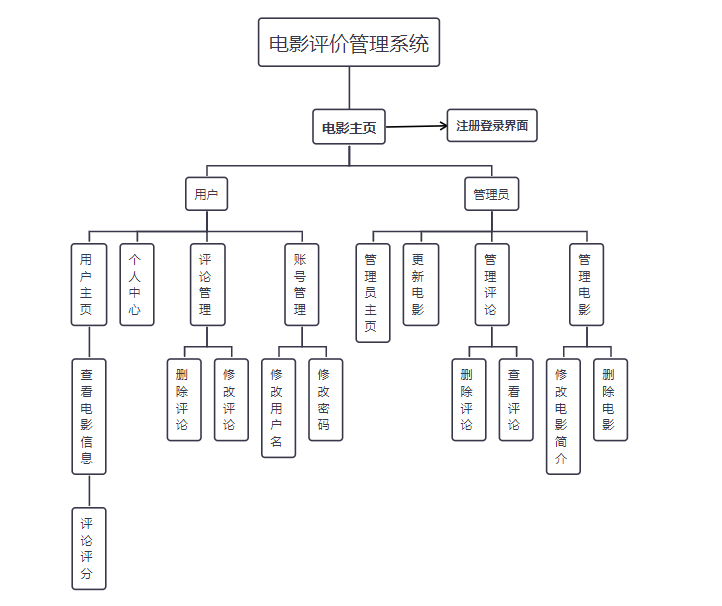 电影评价管理系统
电影主页
注册登录界面
用户
管理员
用户主页
个人中心
评论管理
账号管理
管理员主页
更新电影
管理评论
管理电影
查看电影信息
删除评论
修改评论
修改用户名
修改密码
删除评论
查看评论
修改电影简介
删除电影
评论评分